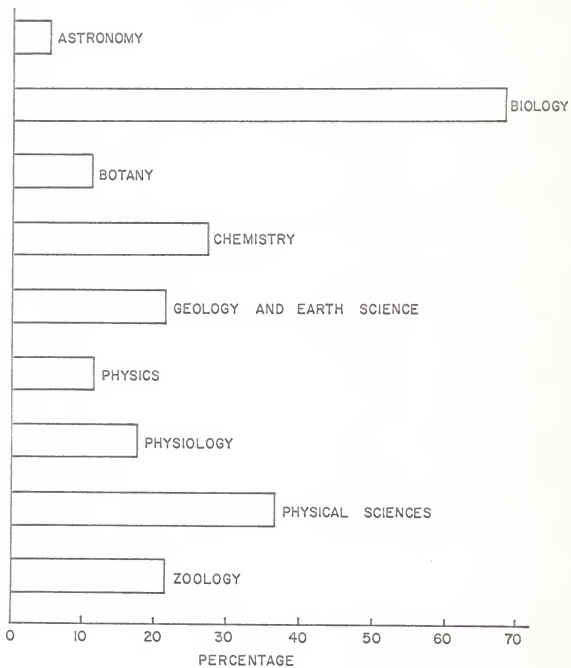 ASTRONOMY
BIOLOGY
BOTANY
CHEMISTRY
GEOLOGY AND EARTH SCIENCE
PHYSICS
PHYSIOLOGY
PHYSICAL SCIENCES
ZOOLOGY
0 10 20 30 40 50 60 70
PERCENTAGE